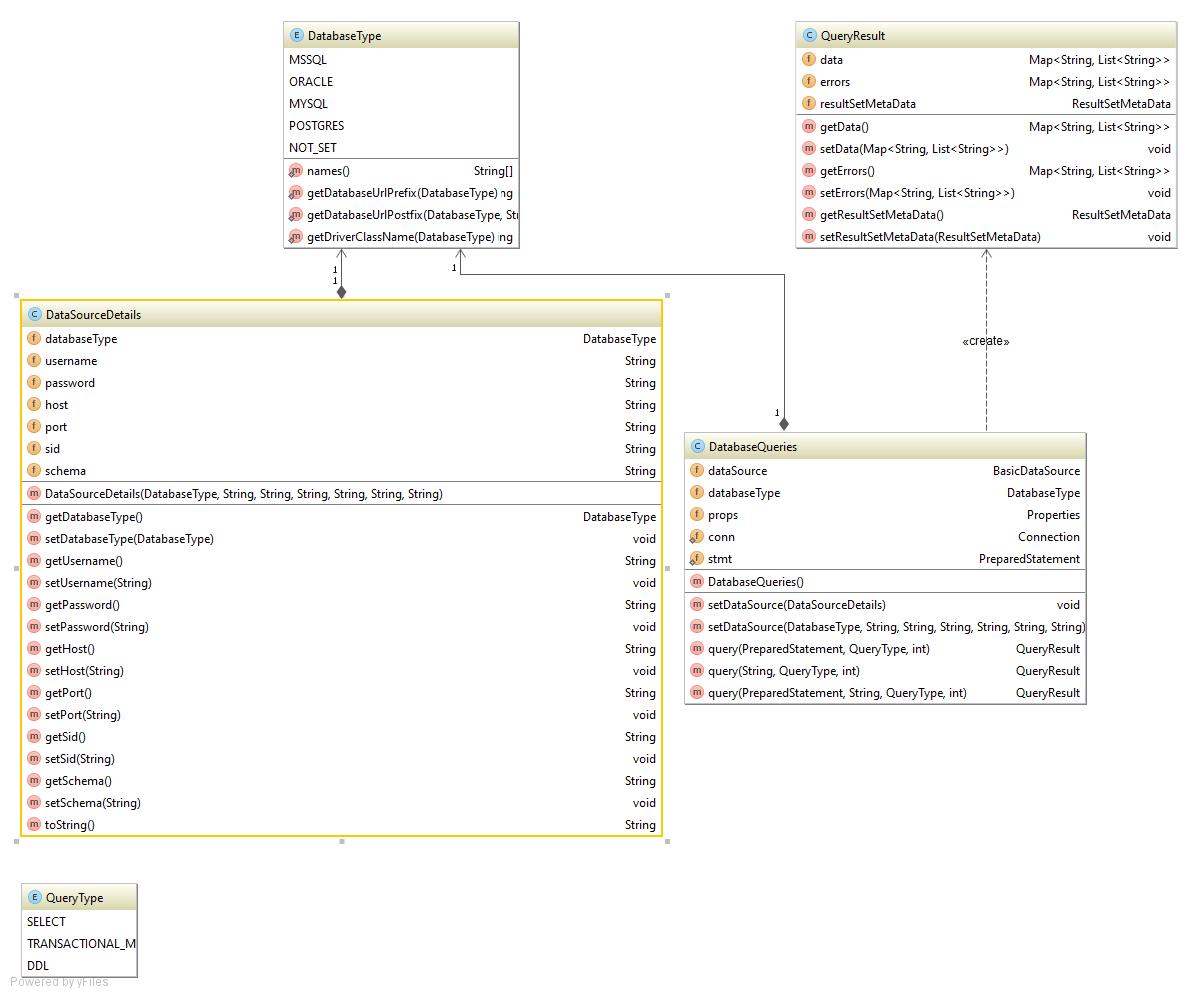 DatabaseType
MSSQL
ORACLE
MYSQL
POSTGRES
NOT_SET
names() String[]
getDatabaseUrlPrefix(DatabaseType) ng
getDatabaseUrlPostfix(DatabaseType, Str
getDriverClassName(DatabaseType) ing
QueryResult
data Map<String, List<String>>
errors Map<String, List<String>>
resultSetMetaData ResultSetMetaData
getData() Map<String, List<String>>
setData(Map<String, List<String>>) void
getErrors() Map<String, List<String>>
setErrors(Map<String, List<String>>) void
getResultSetMetaData() ResultSetMetaData
setResultSetMetaData(ResultSetMetaData) void
1
1
1
«create»
1
DataSourceDetails
databaseType DatabaseType
username String
password String
host String
port String
sid String
schema String
DataSourceDetails(DatabaseType, String, String, String, String, String, String)
getDatabaseType() DatabaseType
setDatabaseType(DatabaseType) void
getUsername() String
setUsername(String) void
getPassword() String
setPassword(String) void
getHost() String
setHost(String) void
getPort() String
setPort(String) void
getSid() String
setSid(String) void
getSchema() String
setSchema(String) void
toString() String
DatabaseQueries
dataSource BasicDataSource
databaseType DatabaseType
props Properties
conn Connection
stmt PreparedStatement
DatabaseQueries()
setDataSource(DataSourceDetails) void
setDataSource(DatabaseType, String, String, String, String, String, String)
query(PreparedStatement, QueryType, int) QueryResult
query(String, QueryType, int) QueryResult
query(PreparedStatement, String, QueryType, int) QueryResult
QueryType
SELECT
TRANSACTIONAL_M
DDL
Powered by yFiles